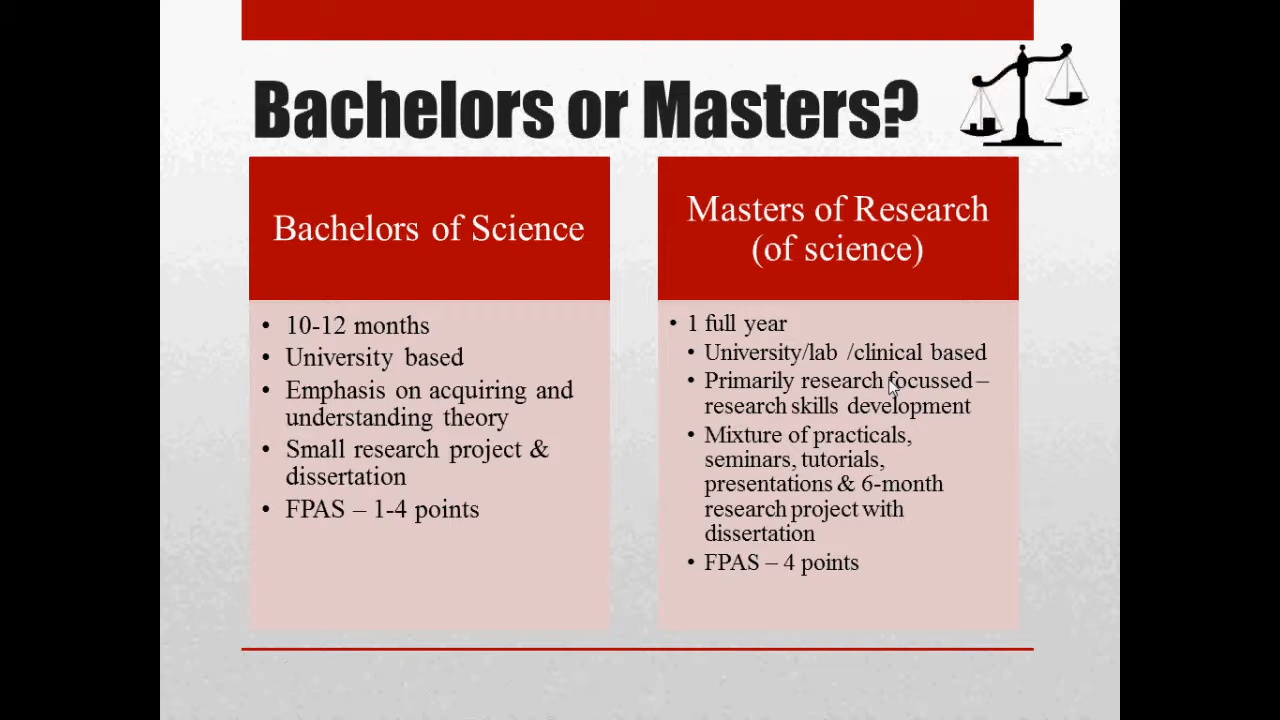 Bachelors or Masters?
Bachelors of Science
• 10-12 months
• University based
• Emphasis on acquiring and
understanding theory
• Small research project &
dissertation
• FPAS – 1-4 points
Masters of Research
(of science)
• 1 full year
• University/lab /clinical based
• Primarily research focussed –
research skills development
• Mixture of practicals,
seminars, tutorials,
presentations & 6-month
research project with
dissertation
• FPAS – 4 points